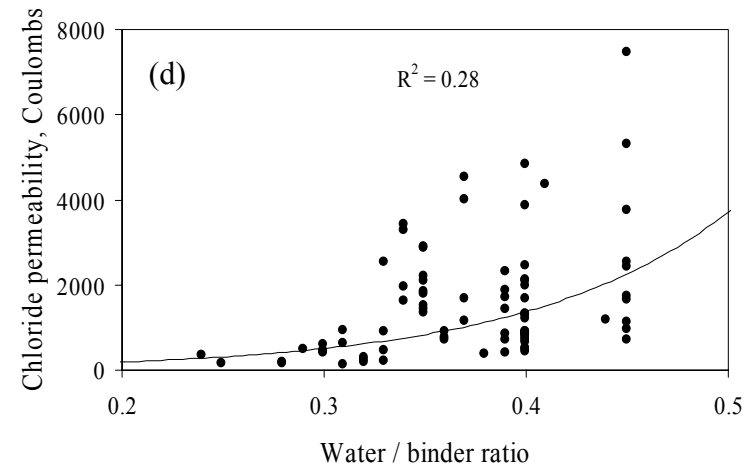 Chloride permeability, Coulombs
8000
6000
4000
2000
0
(d)
R² = 0.28
0.2 0.3 0.4 0.5
Water / binder ratio